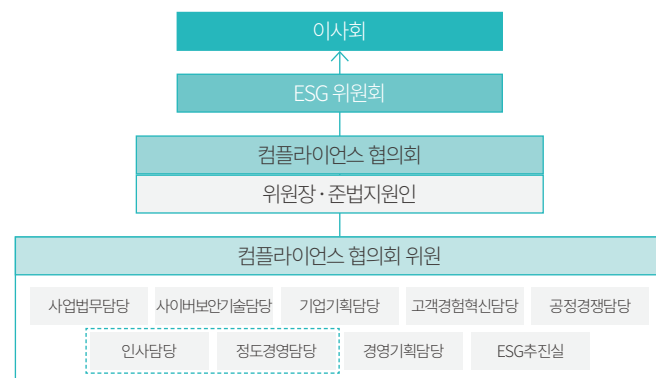 이사회
ESG 위원회
컴플라이언스 협의회
위원장·준법지원인
컴플라이언스 협의회 위원
사업법무담당 사이버보안기술담당 기업기획담당 고객경험혁신담당 공정경쟁담당
인사담당 정도경영담당 경영기획담당 ESG추진실